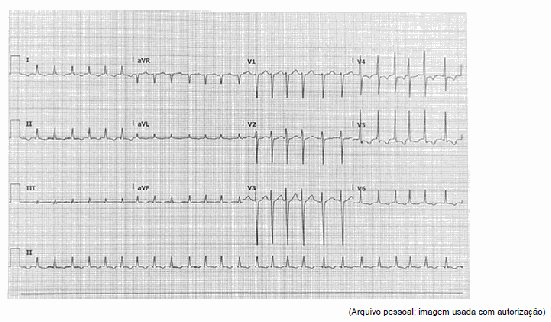 I aVR V1 V4
II aVL V2 V5
III aVF V3 V6
II
(Arquivo pessoal; imagem usada com autorização)